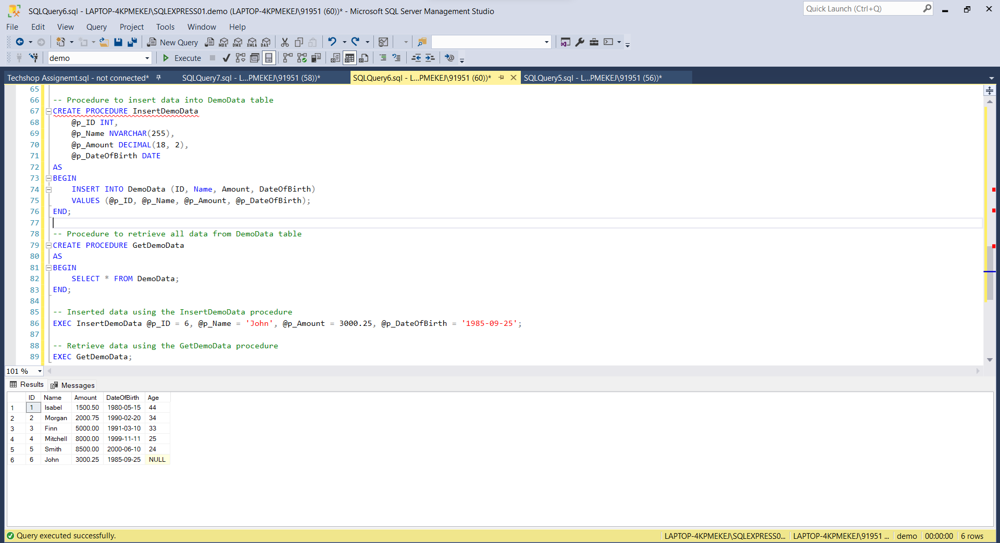 SQLQuery6.sql - LAPTOP-4KPMEKEJ\SQLEXPRESS01.demo (LAPTOP-4KPMEKEJ\91951 (60))* - Microsoft SQL Server Management Studio
Quick Launch (Ctrl+Q)
File Edit View Query Project Tools Window Help
New Query MDX DMX XMLA DAX
demo Execute
Techshop Assignemt.sql - not connected* SQLQuery7.sql - L...PMEKEJ\91951 (58))* SQLQuery6.sql - L...PMEKEJ\91951 (60))* SQLQuery5.sql - L...PMEKEJ\91951 (56))*
65
66 -- Procedure to insert data into DemoData table
67 CREATE PROCEDURE InsertDemoData
68 @p_ID INT,
69 @p_Name NVARCHAR(255),
70 @p_Amount DECIMAL(18, 2),
71 @p_DateOfBirth DATE
72 AS
73 BEGIN
74 INSERT INTO DemoData (ID, Name, Amount, DateOfBirth)
75 VALUES (@p_ID, @p_Name, @p_Amount, @p_DateOfBirth);
76 END;
77
78 -- Procedure to retrieve all data from DemoData table
79 CREATE PROCEDURE GetDemoData
80 AS
81 BEGIN
82 SELECT * FROM DemoData;
83 END;
84
85 -- Inserted data using the InsertDemoData procedure
86 EXEC InsertDemoData @p_ID = 6, @p_Name = 'John', @p_Amount = 3000.25, @p_DateOfBirth = '1985-09-25';
87
88 -- Retrieve data using the GetDemoData procedure
89 EXEC GetDemoData;
101 %
Results Messages
ID Name Amount DateOfBirth Age
1 1 Isabel 1500.50 1980-05-15 44
2 2 Morgan 2000.75 1990-02-20 34
3 3 Finn 5000.00 1991-03-10 33
4 4 Mitchell 8000.00 1999-11-11 25
5 5 Smith 8500.00 2000-06-10 24
6 6 John 3000.25 1985-09-25 NULL
Query executed successfully. LAPTOP-4KPMEKEJ\SQLEXPRESS0... LAPTOP-4KPMEKEJ\91951 ... demo 00:00:00 6 rows